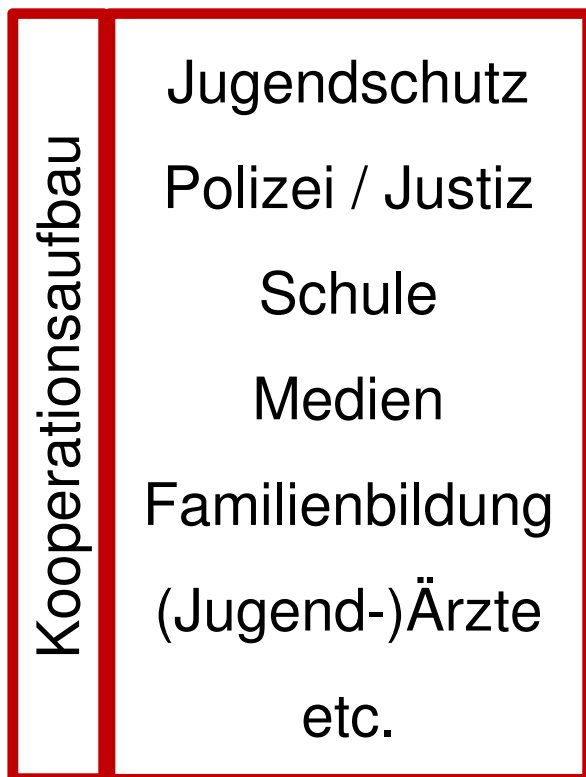 Kooperationsaufbau
Jugendschutz
Polizei / Justiz
Schule
Medien
Familienbildung
(Jugend-)Ärzte
etc.